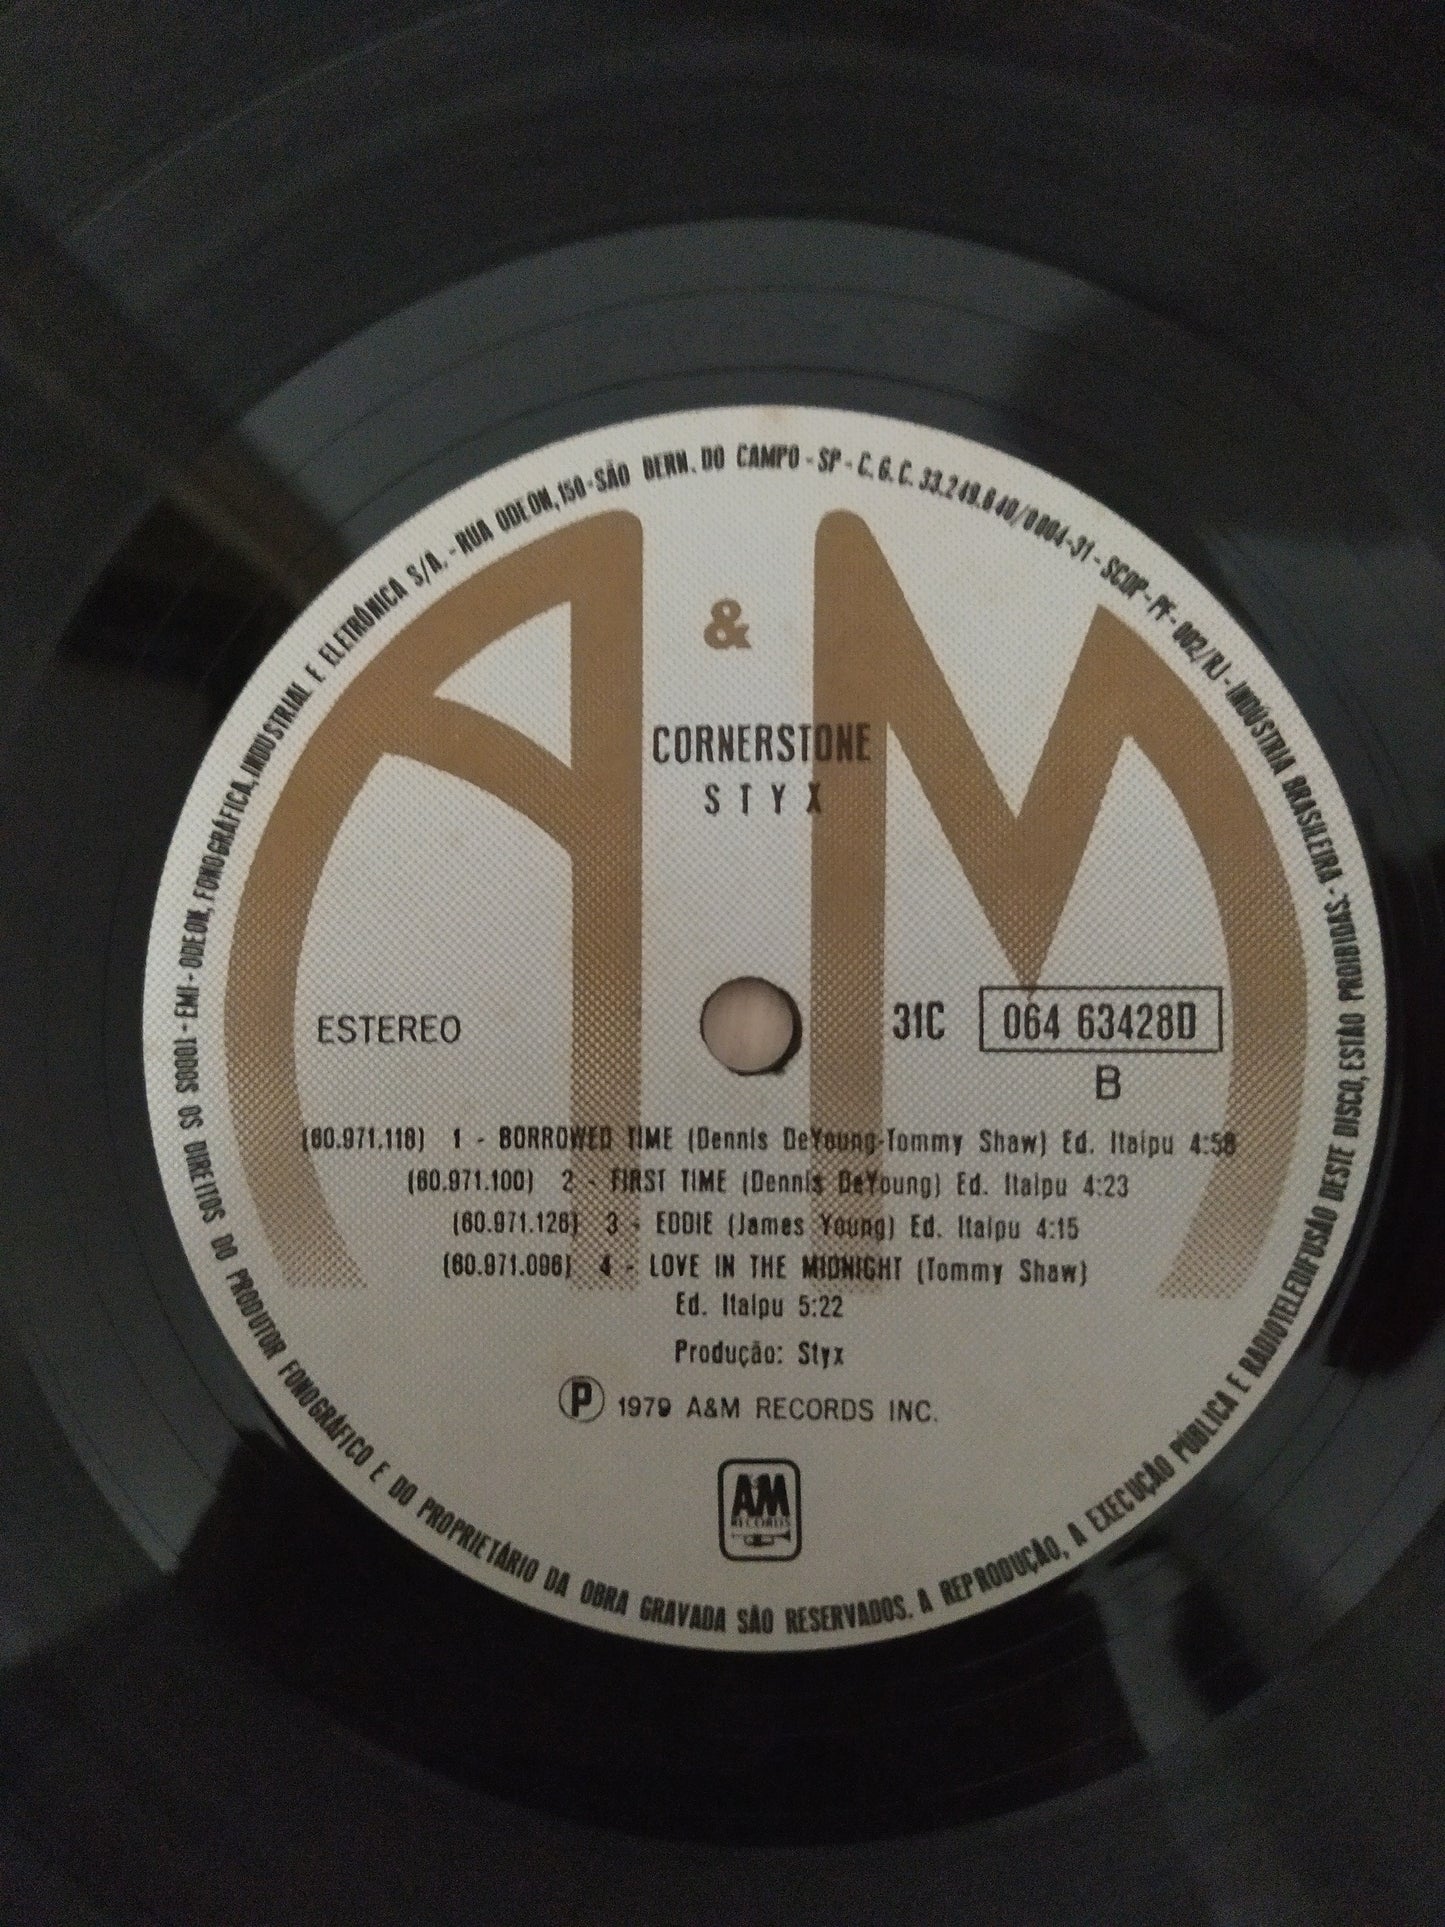 A & M
CORNERSTONE
STYX
ESTEREO
31C 064 63428D
B
(60.971.118) 1 - BORROWED TIME (Dennis DeYoung-Tommy Shaw) Ed. Itaipu 4:58
(60.971.100) 2 - FIRST TIME (Dennis DeYoung) Ed. Itaipu 4:23
(60.971.126) 3 - EDDIE (James Young) Ed. Itaipu 4:15
(60.971.096) 4 - LOVE IN THE MIDNIGHT (Tommy Shaw)
Ed. Itaipu 5:22
Produção: Styx
Ⓟ 1979 A&M RECORDS INC.
A&M
RECORDS
S0001 - EMI - ODEON, FONOGRÁFICA, INDUSTRIAL E ELETRÔNICA S/A. - RUA ODEON, 150 - SÃO BERN. DO CAMPO - SP - C.G.C. 33.249.640/0004-31 - SCDP - PF - 002/RJ - INDÚSTRIA BRASILEIRA - V
OS DIREITOS DO PRODUTOR FONOGRÁFICO E DO PROPRIETÁRIO DA OBRA GRAVADA SÃO RESERVADOS. A REPRODUÇÃO, A EXECUÇÃO PÚBLICA E RADIOTELEDIFUSÃO DESTE DISCO, ESTÃO PROIBIDAS.